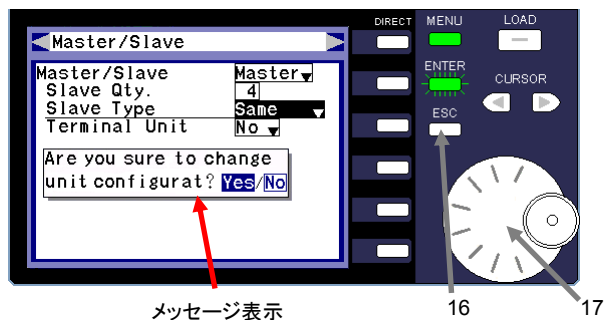 Master/Slave
Master/Slave Master
Slave Qty. 4
Slave Type Same
Terminal Unit No
Are you sure to change
unit configurat? Yes/No
DIRECT
MENU
LOAD
ENTER
CURSOR
ESC
メッセージ表示
16
17